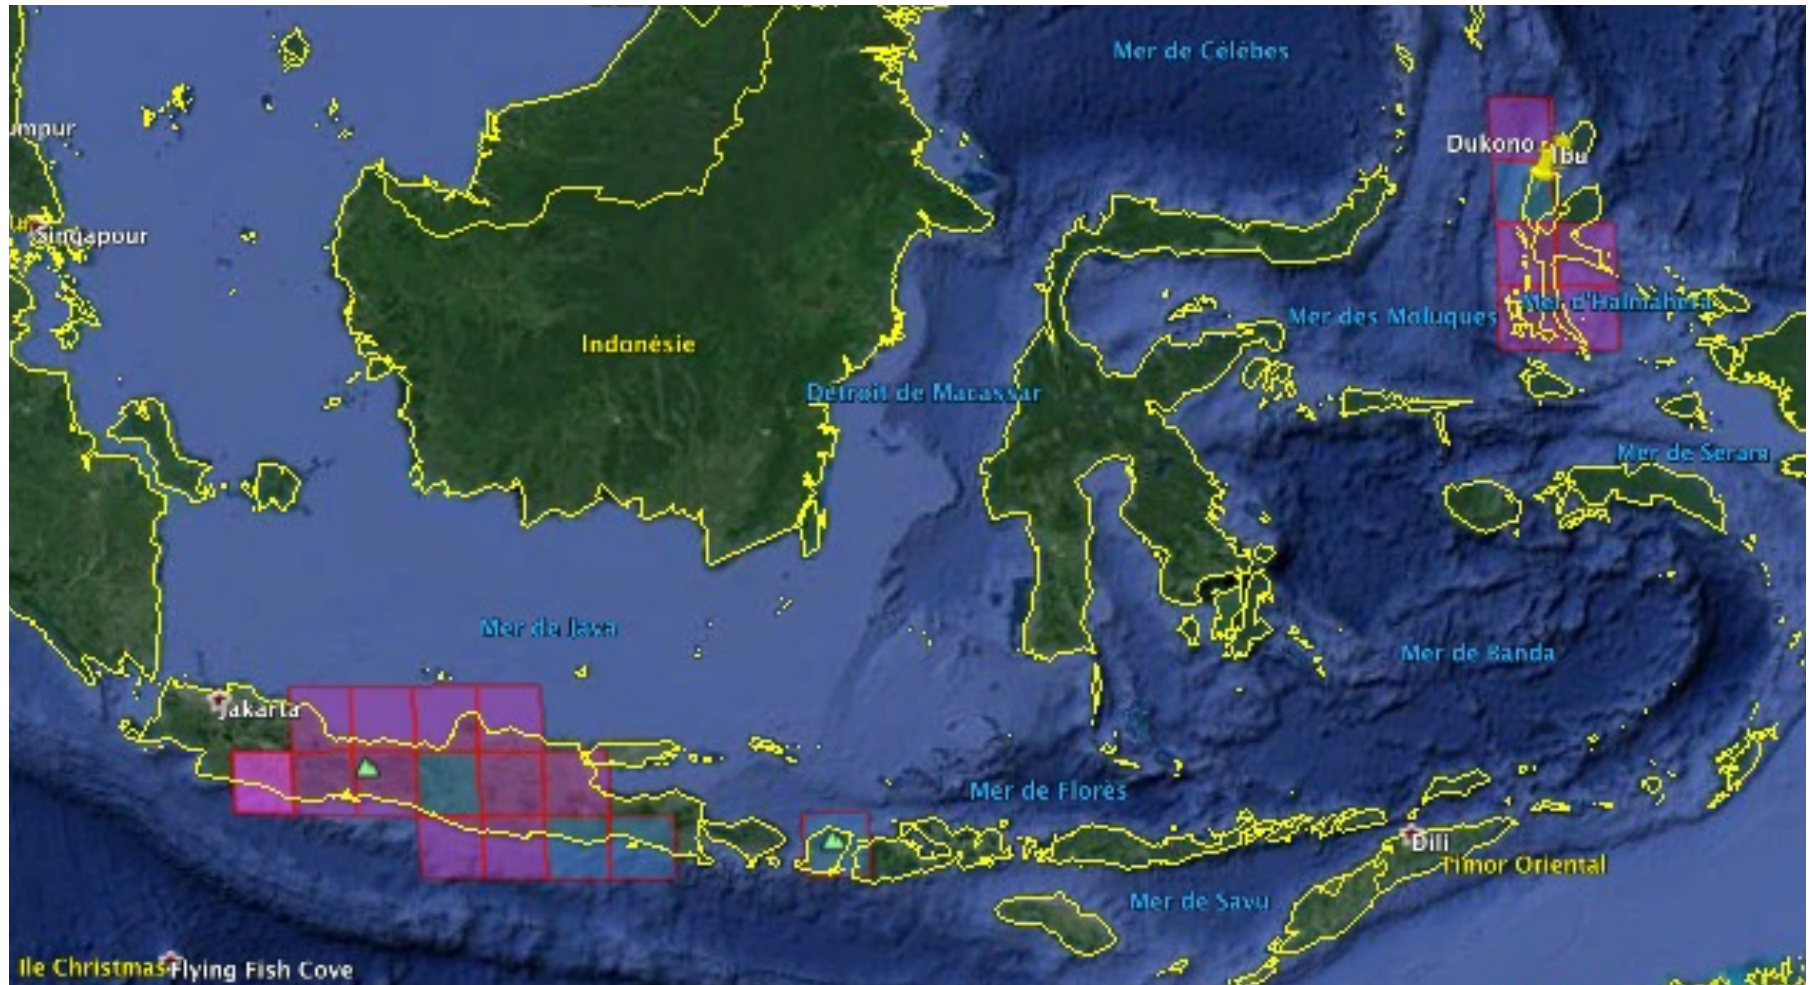 Mer de Célèbes
umpur
Dukono
Ibu
Singapour
Mer d'Halmahera
Mer des Moluques
Indonésie
Détroit de Macassar
Mer de Seram
Mer de Java
Mer de Banda
Jakarta
Mer de Florès
Dili
Timor Oriental
Mer de Savu
Ile Christmas
Flying Fish Cove